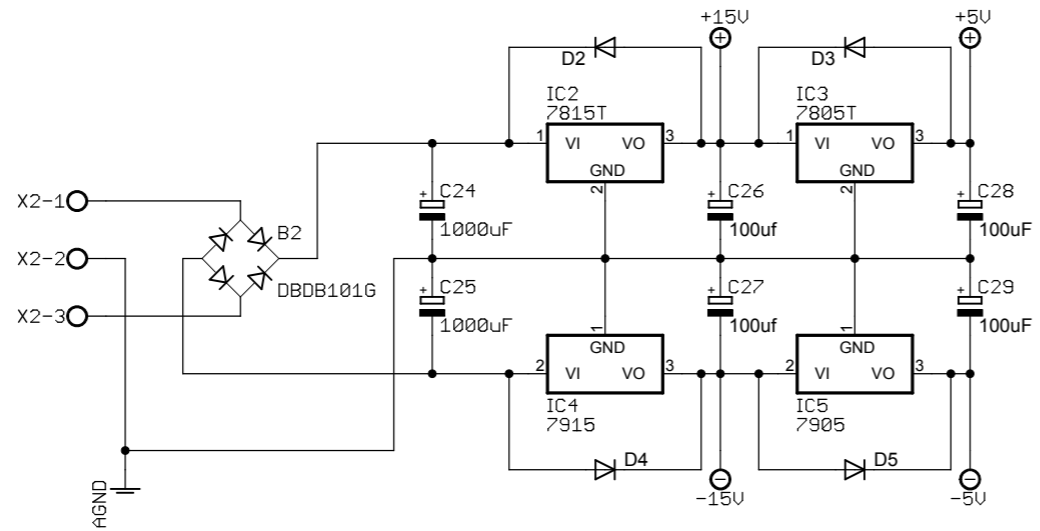 +15V
+5V
D2
D3
IC2
7815T
IC3
7805T
1
VI
VO
3
GND
2
1
VI
VO
3
GND
2
X2-1
X2-2
X2-3
B2
DBDB101G
+
C24
1000uF
+
C26
100uf
+
C28
100uF
+
C25
1000uF
+
C27
100uf
+
C29
100uF
1
GND
2
VI
VO
3
1
GND
2
VI
VO
3
IC4
7915
IC5
7905
D4
D5
-15V
-5V
AGND